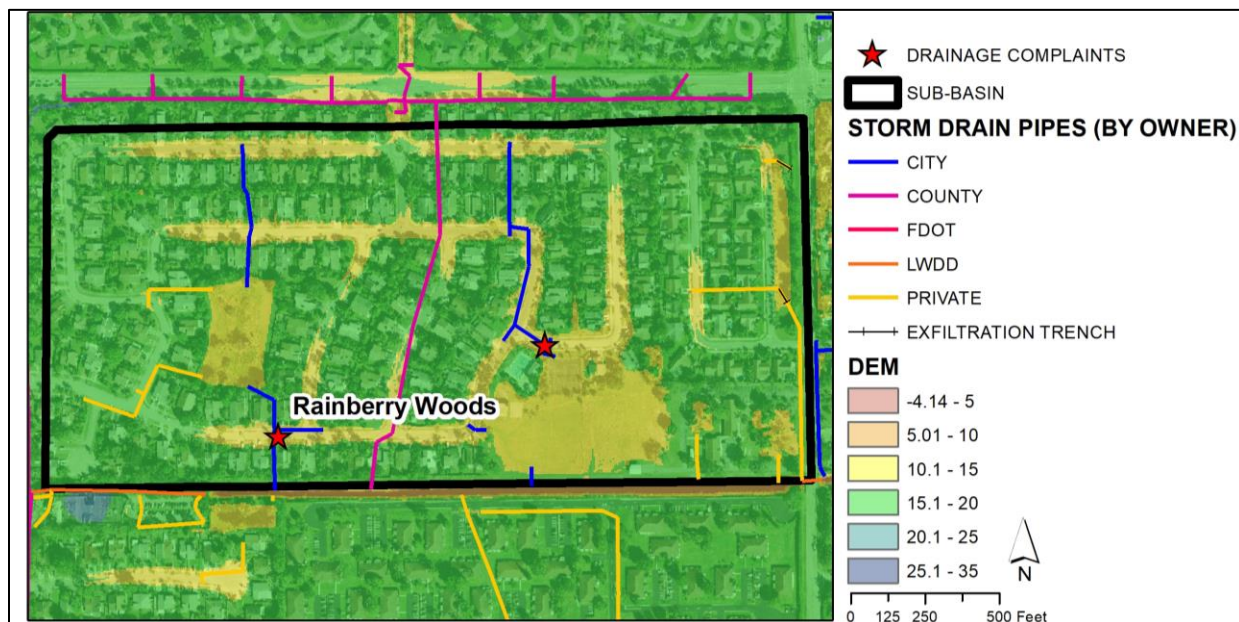 Rainberry Woods
DRAINAGE COMPLAINTS
SUB-BASIN
STORM DRAIN PIPES (BY OWNER)
CITY
COUNTY
FDOT
LWDD
PRIVATE
EXFILTRATION TRENCH
DEM
-4.14 - 5
5.01 - 10
10.1 - 15
15.1 - 20
20.1 - 25
25.1 - 35
N
0 125 250 500 Feet